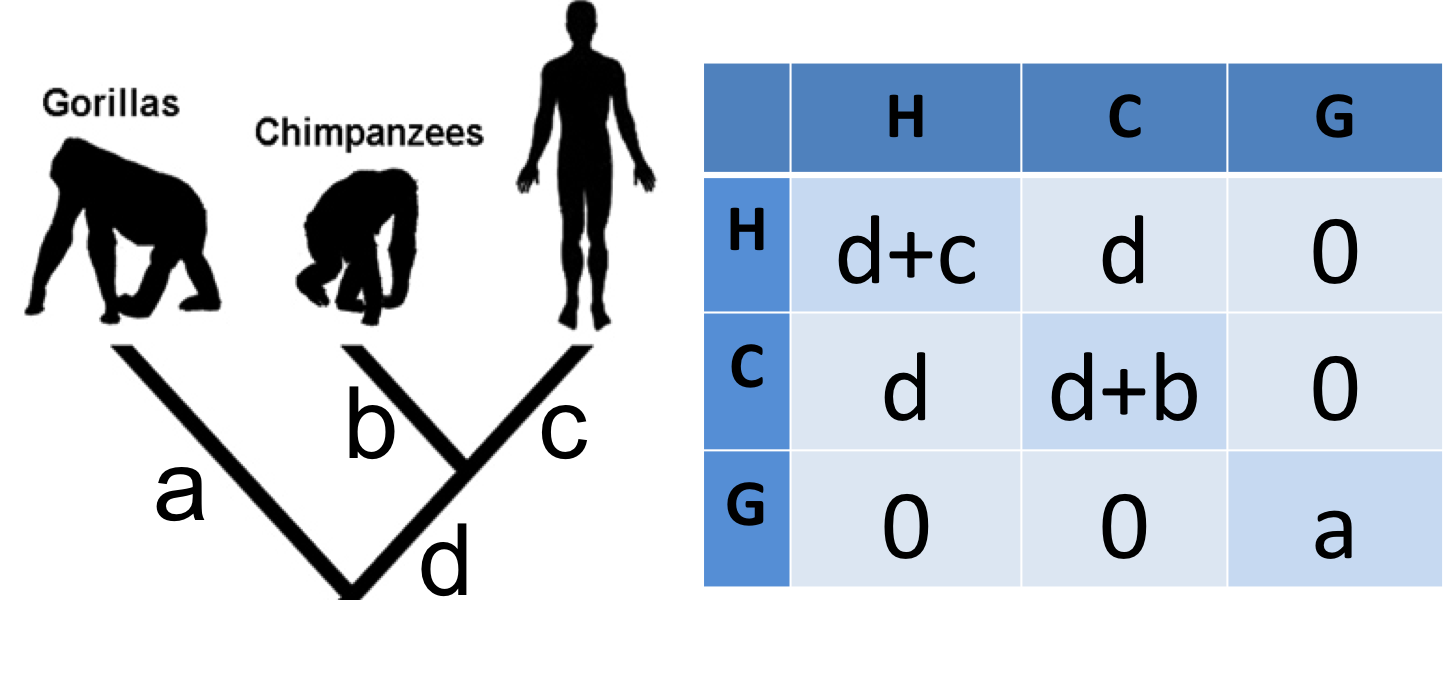 Gorillas
Chimpanzees
a
b
c
d
H C G
H d+c d 0
C d d+b 0
G 0 0 a